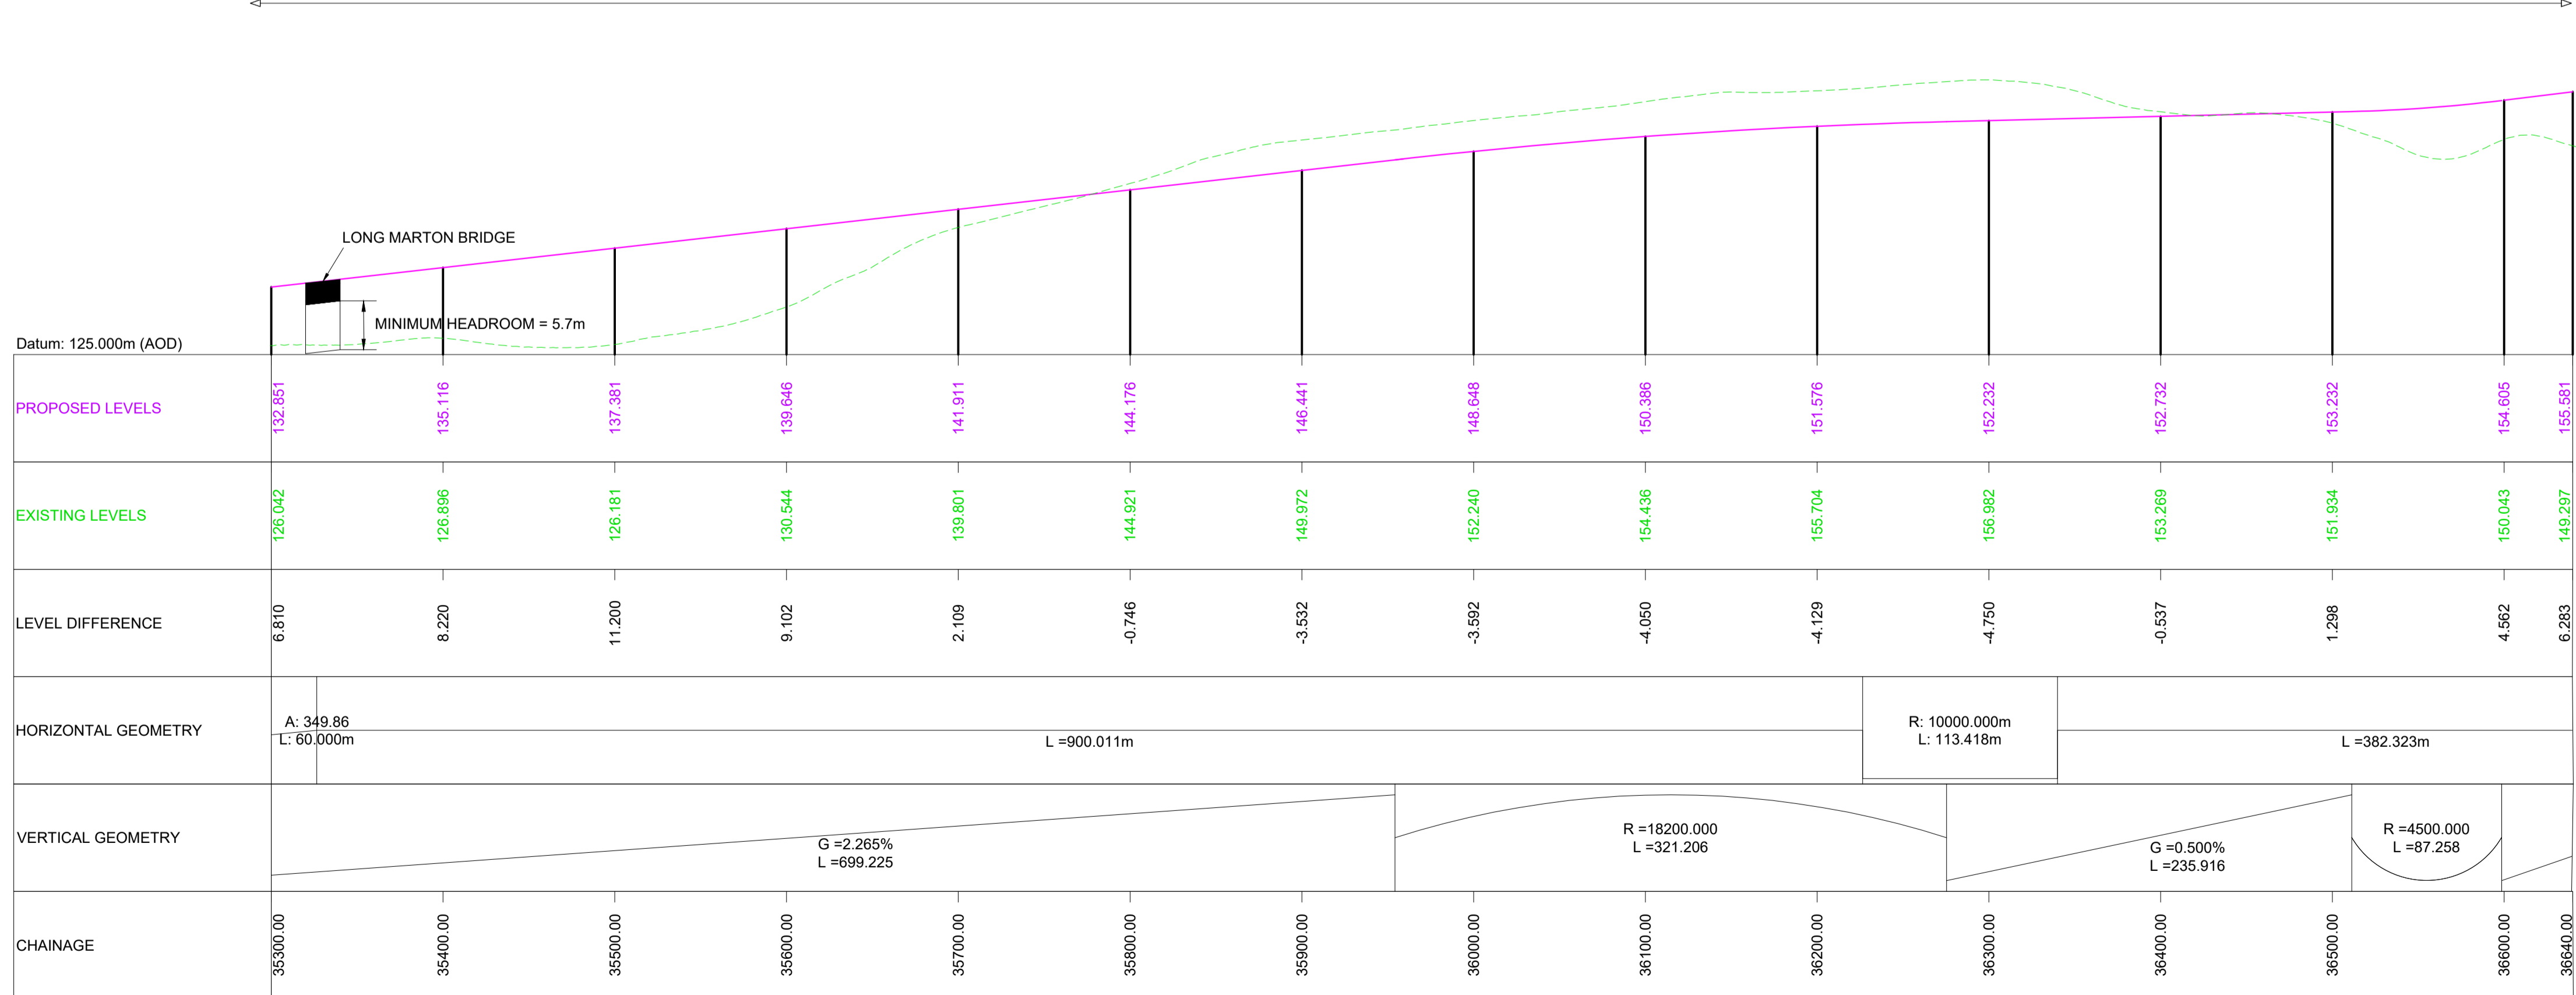 LONG MARTON BRIDGE
MINIMUM HEADROOM = 5.7m
Datum: 125.000m (AOD)
PROPOSED LEVELS
132.851
135.116
137.381
139.646
141.911
144.176
146.441
148.648
150.386
151.576
152.232
152.732
153.232
154.605
155.581
EXISTING LEVELS
126.042
126.896
126.181
130.544
139.801
144.921
149.972
152.240
154.436
155.704
156.982
153.269
151.934
150.043
149.297
LEVEL DIFFERENCE
6.810
8.220
11.200
9.102
2.109
-0.746
-3.532
-3.592
-4.050
-4.129
-4.750
-0.537
1.298
4.562
6.283
HORIZONTAL GEOMETRY
A: 349.86
L: 60.000m
L =900.011m
R: 10000.000m
L: 113.418m
L =382.323m
VERTICAL GEOMETRY
G =2.265%
L =699.225
R =18200.000
L =321.206
G =0.500%
L =235.916
R =4500.000
L =87.258
CHAINAGE
35300.00
35400.00
35500.00
35600.00
35700.00
35800.00
35900.00
36000.00
36100.00
36200.00
36300.00
36400.00
36500.00
36600.00
36640.00